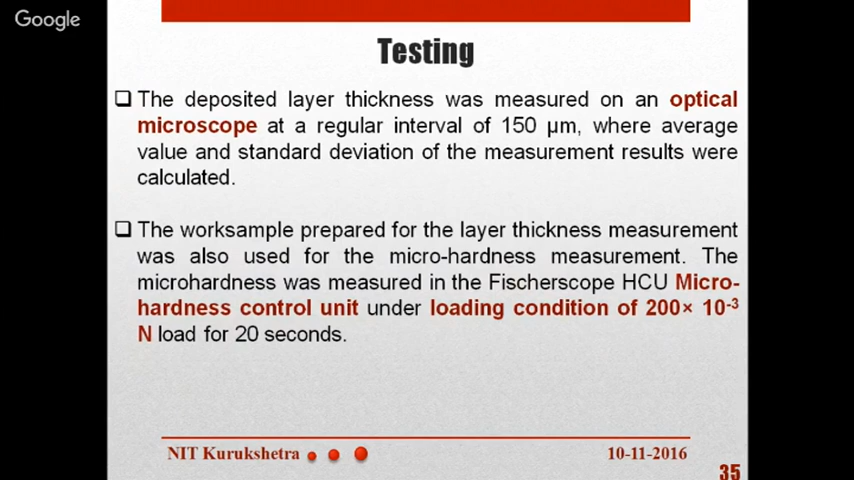 Google
Testing
❑ The deposited layer thickness was measured on an optical
microscope at a regular interval of 150 µm, where average
value and standard deviation of the measurement results were
calculated.
❑ The worksample prepared for the layer thickness measurement
was also used for the micro-hardness measurement. The
microhardness was measured in the Fischerscope HCU Micro-
hardness control unit under loading condition of 200× 10⁻³
N load for 20 seconds.
NIT Kurukshetra
10-11-2016
35